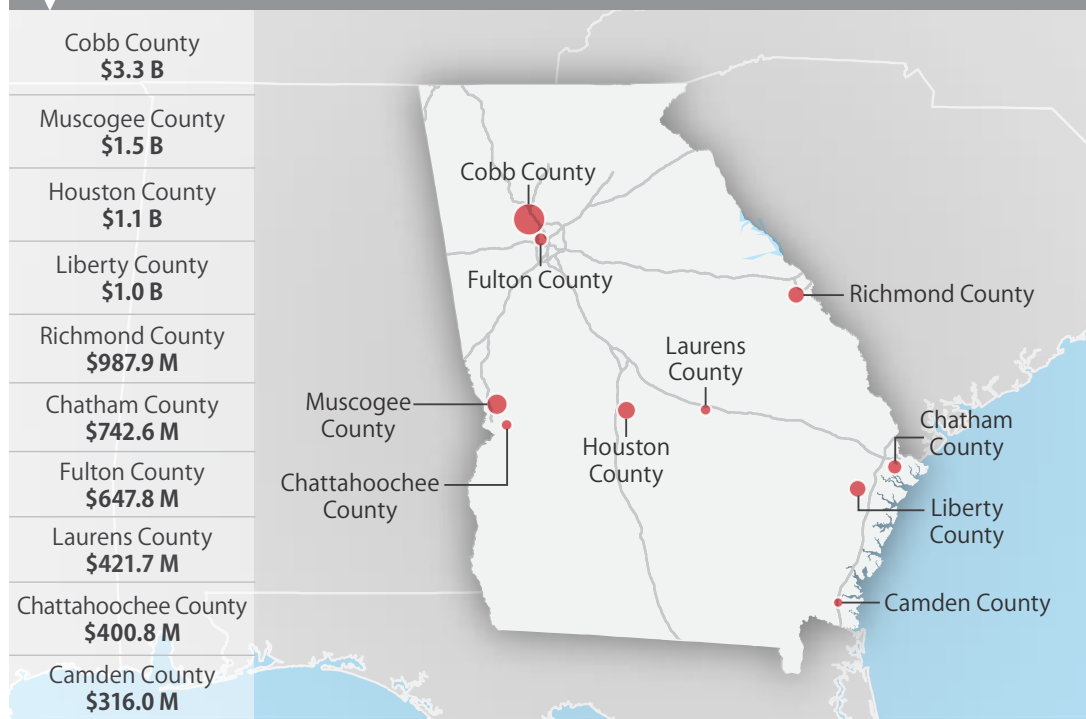 Cobb County
$3.3 B
Muscogee County
$1.5 B
Houston County
$1.1 B
Liberty County
$1.0 B
Richmond County
$987.9 M
Chatham County
$742.6 M
Fulton County
$647.8 M
Laurens County
$421.7 M
Chattahoochee County
$400.8 M
Camden County
$316.0 M
Cobb County
Fulton County
Richmond County
Laurens
County
Muscogee
County
Houston
County
Chatham
County
Chattahoochee
County
Liberty
County
Camden County